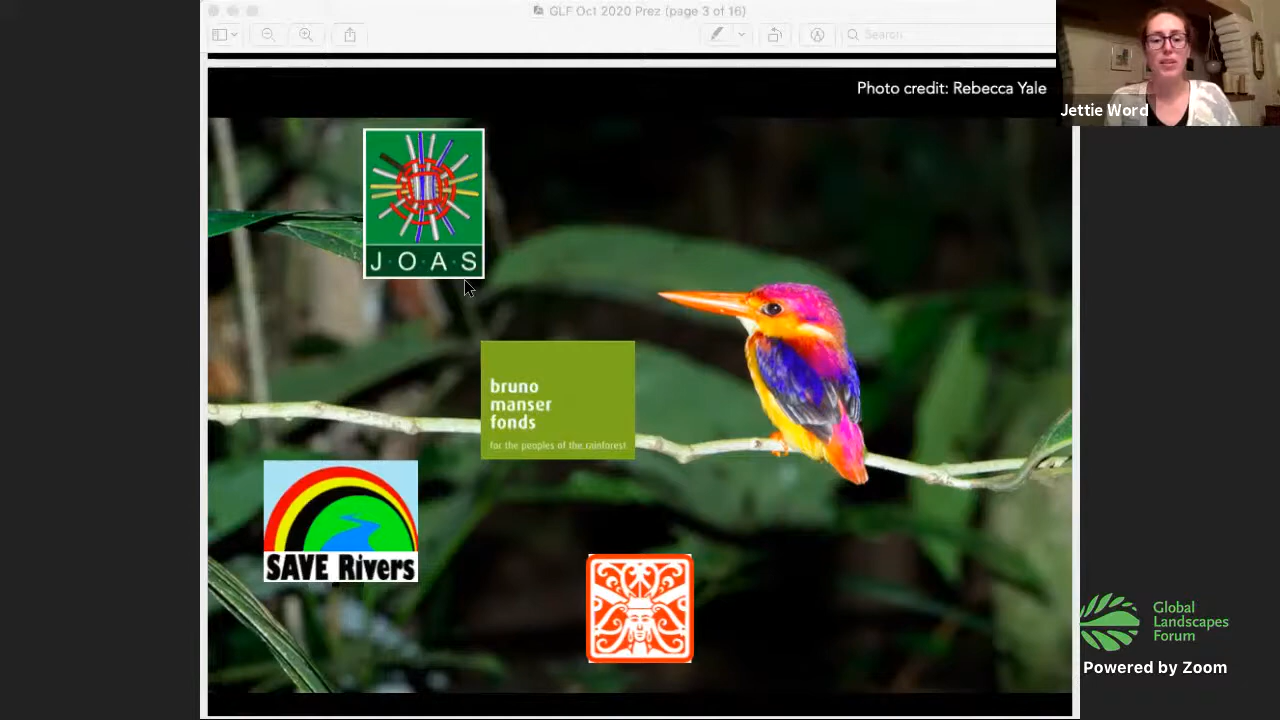 GLF Oct 2020 Prez (page 3 of 16)
Search
Photo credit: Rebecca Yale
Jettie Word
J·O·A·S
bruno
manser
fonds
for the peoples of the rainforest
SAVE Rivers
Global
Landscapes
Forum
Powered by Zoom